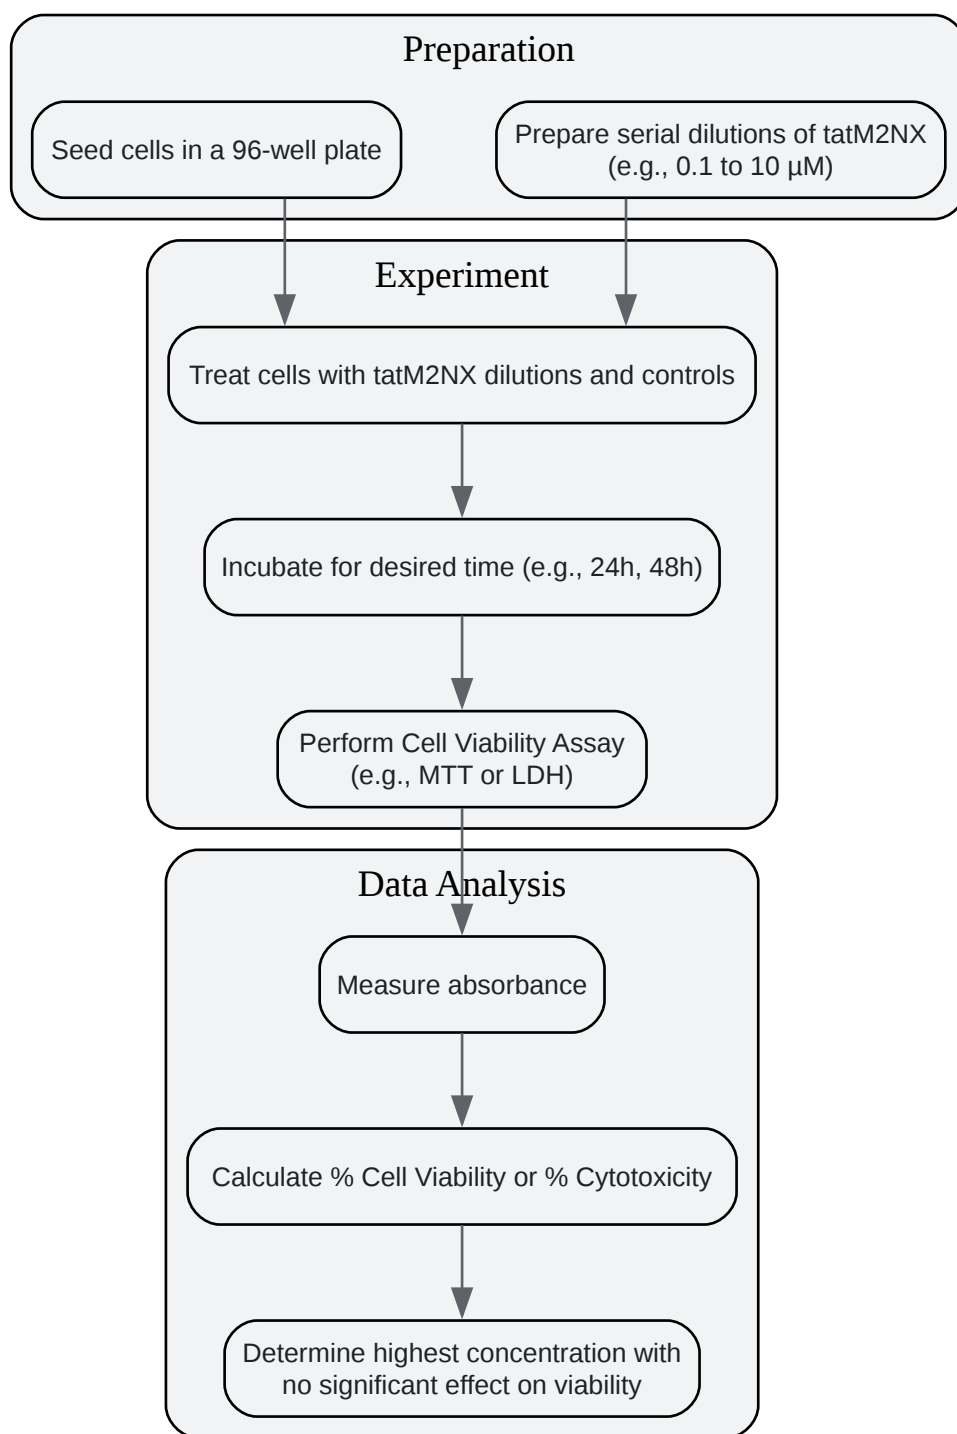 Preparation
Seed cells in a 96-well plate
Prepare serial dilutions of tatM2NX
(e.g., 0.1 to 10 µM)
Experiment
Treat cells with tatM2NX dilutions and controls
Incubate for desired time (e.g., 24h, 48h)
Perform Cell Viability Assay
(e.g., MTT or LDH)
Data Analysis
Measure absorbance
Calculate % Cell Viability or % Cytotoxicity
Determine highest concentration with
no significant effect on viability